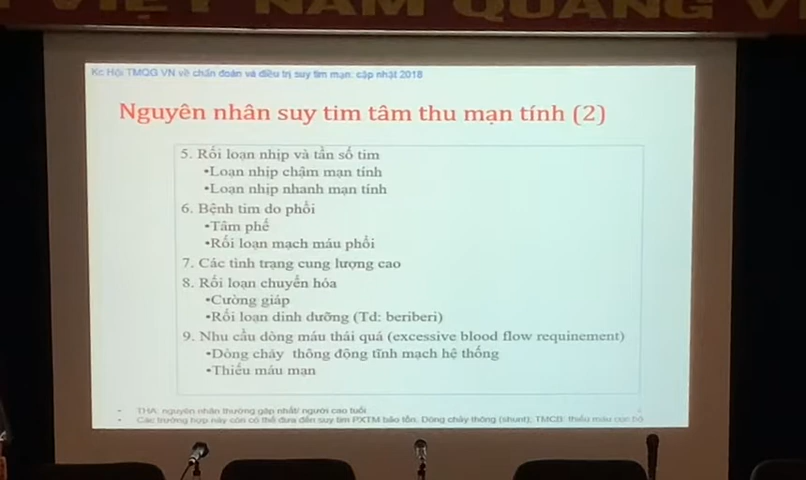 VIỆT NAM QUANG V
Kc Hội TMQG VN về chẩn đoán và điều trị suy tim mạn: cập nhật 2018
Nguyên nhân suy tim tâm thu mạn tính (2)
5. Rối loạn nhịp và tần số tim
•Loạn nhịp chậm mạn tính
•Loạn nhịp nhanh mạn tính
6. Bệnh tim do phổi
•Tâm phế
•Rối loạn mạch máu phổi
7. Các tình trạng cung lượng cao
8. Rối loạn chuyển hóa
•Cường giáp
•Rối loạn dinh dưỡng (Td: beriberi)
9. Nhu cầu dòng máu thái quá (excessive blood flow requinement)
•Dòng chảy thông động tĩnh mạch hệ thống
•Thiếu máu mạn
• THA: nguyên nhân thường gặp nhất/ người cao tuổi
• Các trường hợp này còn có thể đưa đến suy tim PXTM bảo tồn; Dòng chảy thông (shunt); TMCB: thiếu máu cục bộ